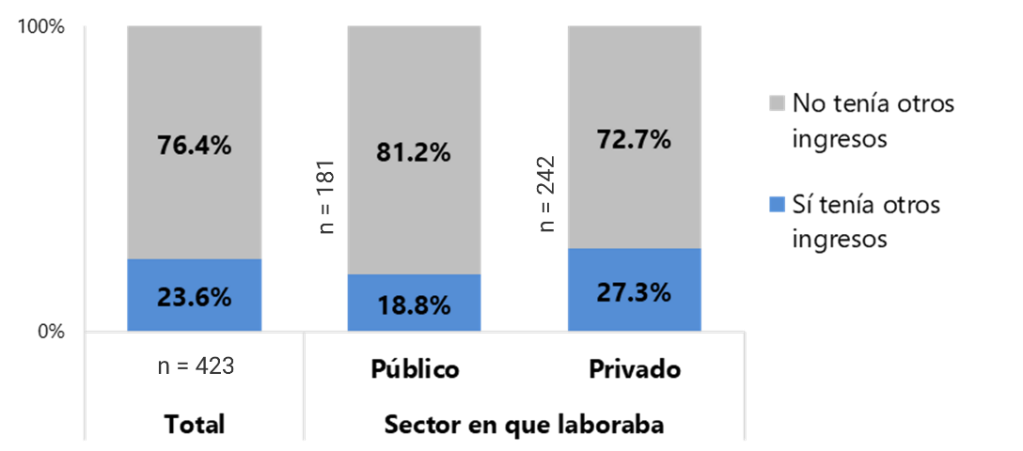 100%
76.4%
81.2%
72.7%
n = 181
n = 242
23.6%
18.8%
27.3%
0%
n = 423
Público
Privado
Total
Sector en que laboraba
No tenía otros
ingresos
Sí tenía otros
ingresos